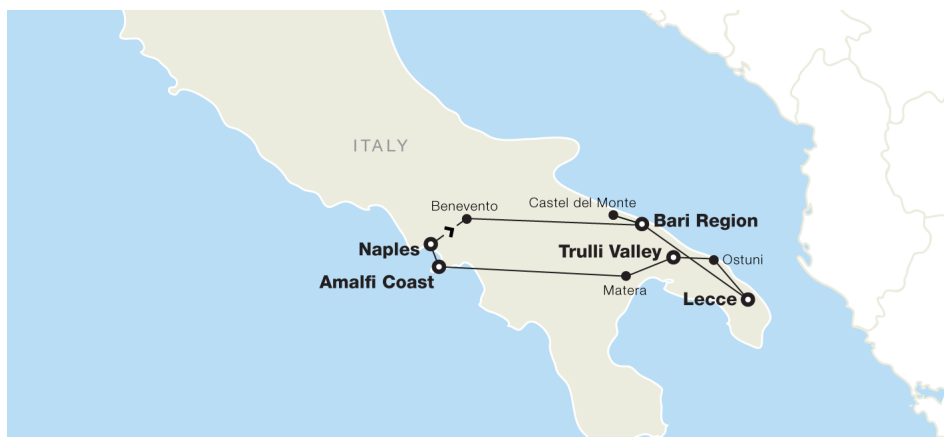 ITALY
Benevento
Castel del Monte
Bari Region
Naples
Trulli Valley
Ostuni
Amalfi Coast
Matera
Lecce